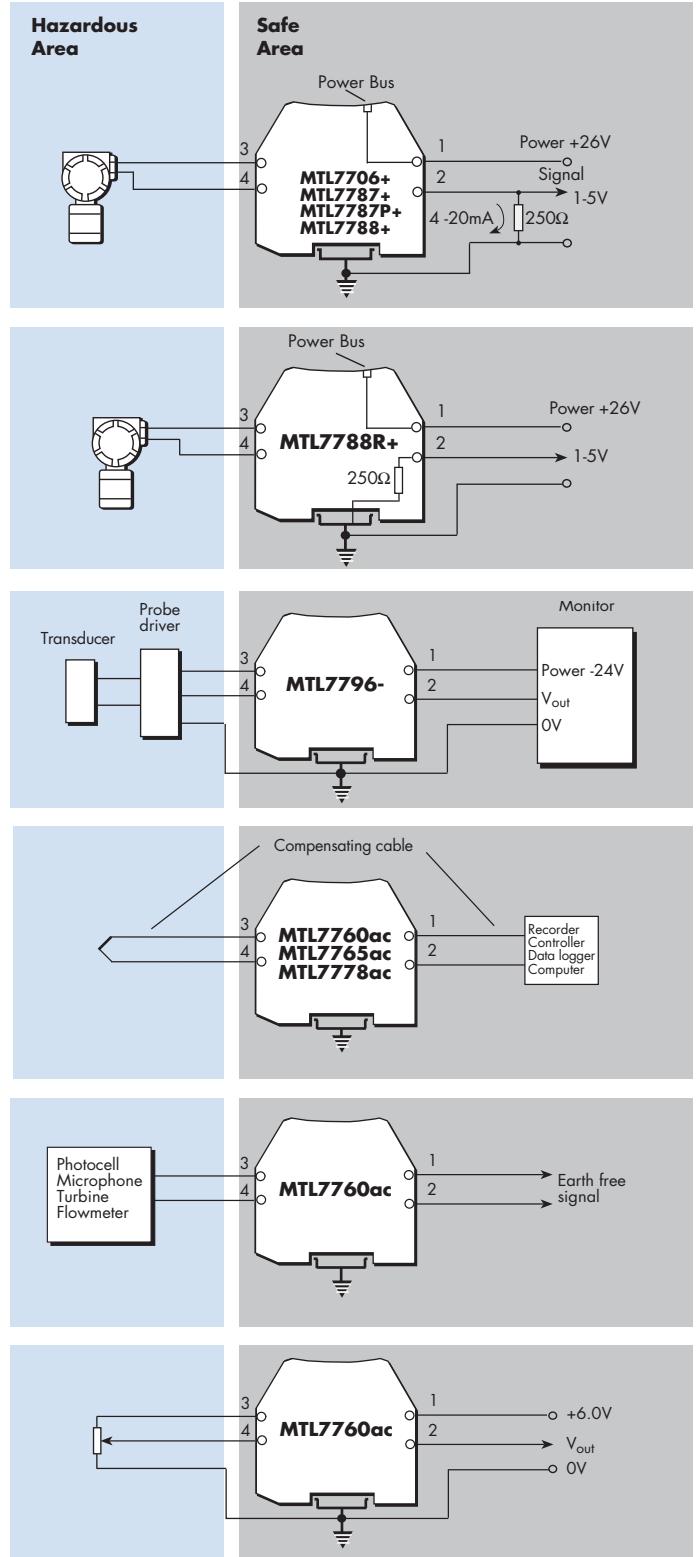 Hazardous
Area
Safe
Area
Power Bus
3
4
MTL7706+
MTL7787+
MTL7787P+
MTL7788+
1
2
Power +26V
Signal
1-5V
4 -20mA
250Ω
Power Bus
3
4
MTL7788R+
250Ω
1
2
Power +26V
1-5V
Transducer
Probe
driver
3
4
MTL7796-
1
2
Monitor
Power -24V
Vout
0V
Compensating cable
3
4
MTL7760ac
MTL7765ac
MTL7778ac
1
2
Recorder
Controller
Data logger
Computer
Photocell
Microphone
Turbine
Flowmeter
3
4
MTL7760ac
1
2
Earth free
signal
3
4
MTL7760ac
1
2
+6.0V
Vout
0V